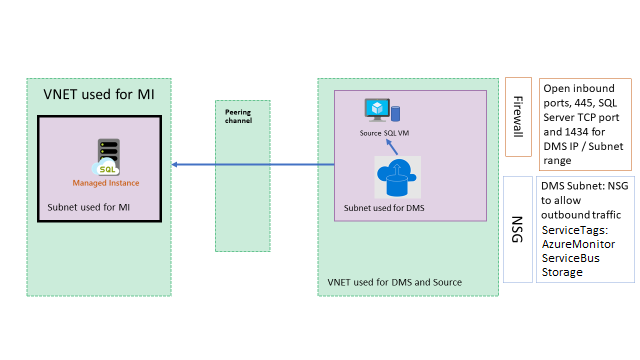 VNET used for MI
SQL
Managed Instance
Subnet used for MI
Peering
channel
Source SQL VM
Subnet used for DMS
VNET used for DMS and Source
Firewall
Open inbound
ports, 445, SQL
Server TCP port
and 1434 for
DMS IP / Subnet
range
NSG
DMS Subnet: NSG
to allow
outbound traffic
ServiceTags:
AzureMonitor
ServiceBus
Storage